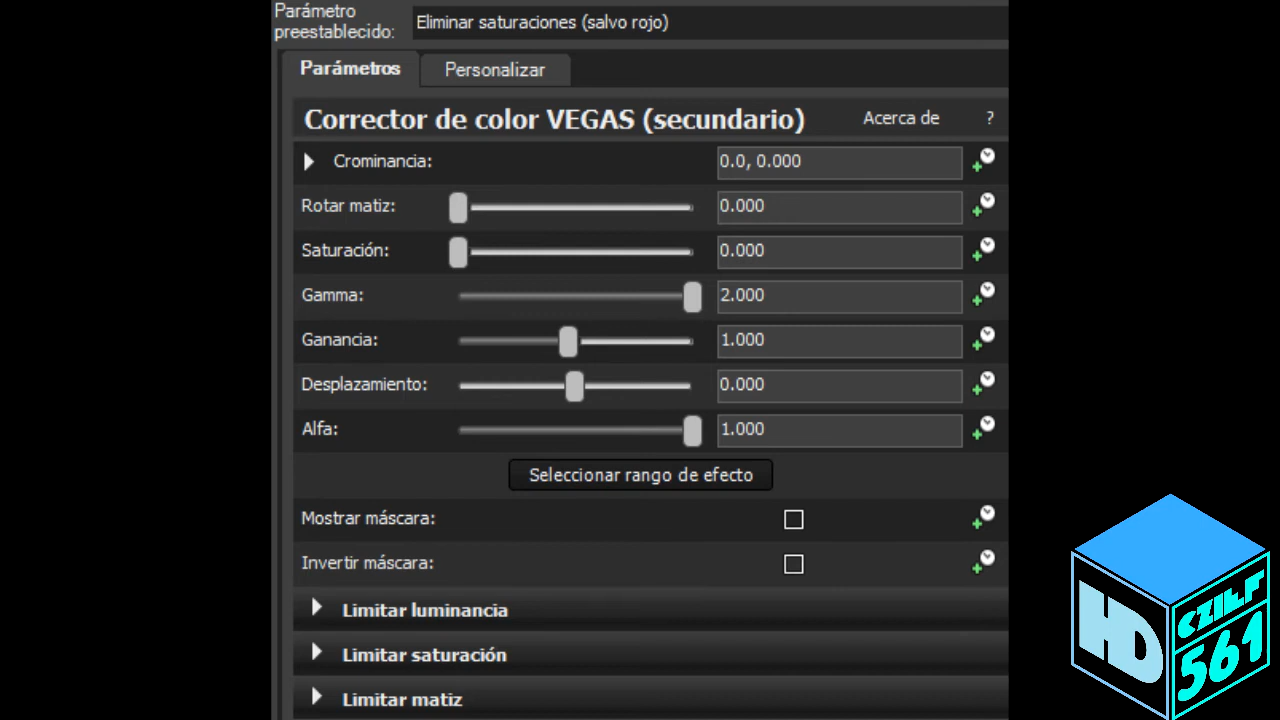 Parámetro
preestablecido:
Eliminar saturaciones (salvo rojo)
Parámetros
Personalizar
Corrector de color VEGAS (secundario)
Acerca de
?
Crominancia:
0.0, 0.000
Rotar matiz:
0.000
Saturación:
0.000
Gamma:
2.000
Ganancia:
1.000
Desplazamiento:
0.000
Alfa:
1.000
Seleccionar rango de efecto
Mostrar máscara:
Invertir máscara:
Limitar luminancia
Limitar saturación
Limitar matiz
HD
CZIEF
561